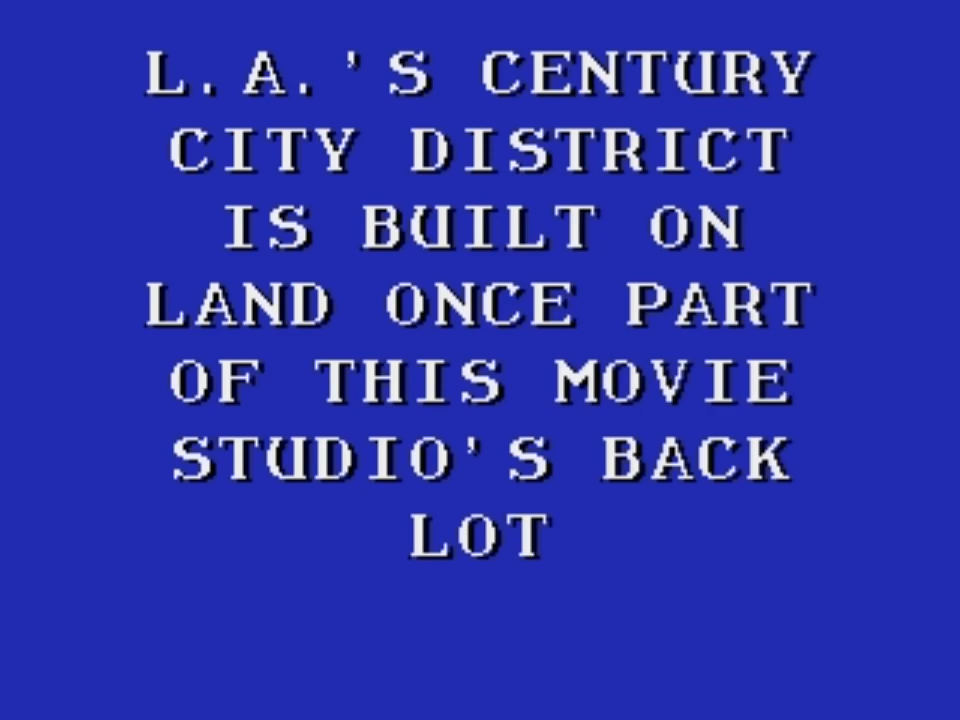 L.A.'S CENTURY
CITY DISTRICT
IS BUILT ON
LAND ONCE PART
OF THIS MOVIE
STUDIO'S BACK
LOT